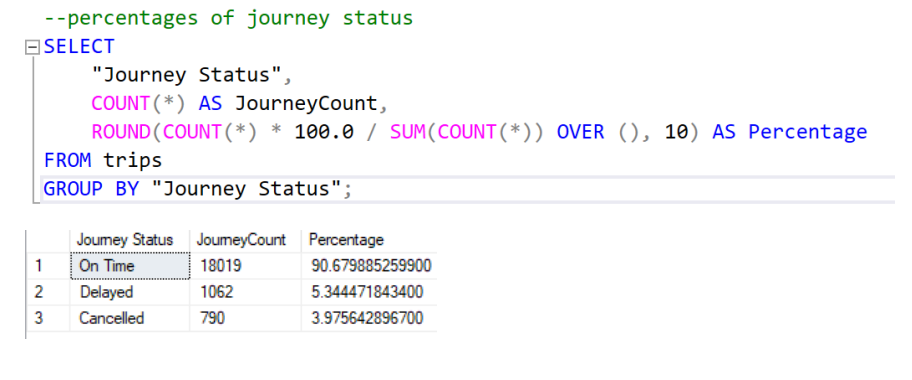 --percentages of journey status
SELECT
"Journey Status",
COUNT(*) AS JourneyCount,
ROUND(COUNT(*) * 100.0 / SUM(COUNT(*)) OVER (), 10) AS Percentage
FROM trips
GROUP BY "Journey Status";
Journey Status JourneyCount Percentage
1 On Time 18019 90.679885259900
2 Delayed 1062 5.344471843400
3 Cancelled 790 3.975642896700